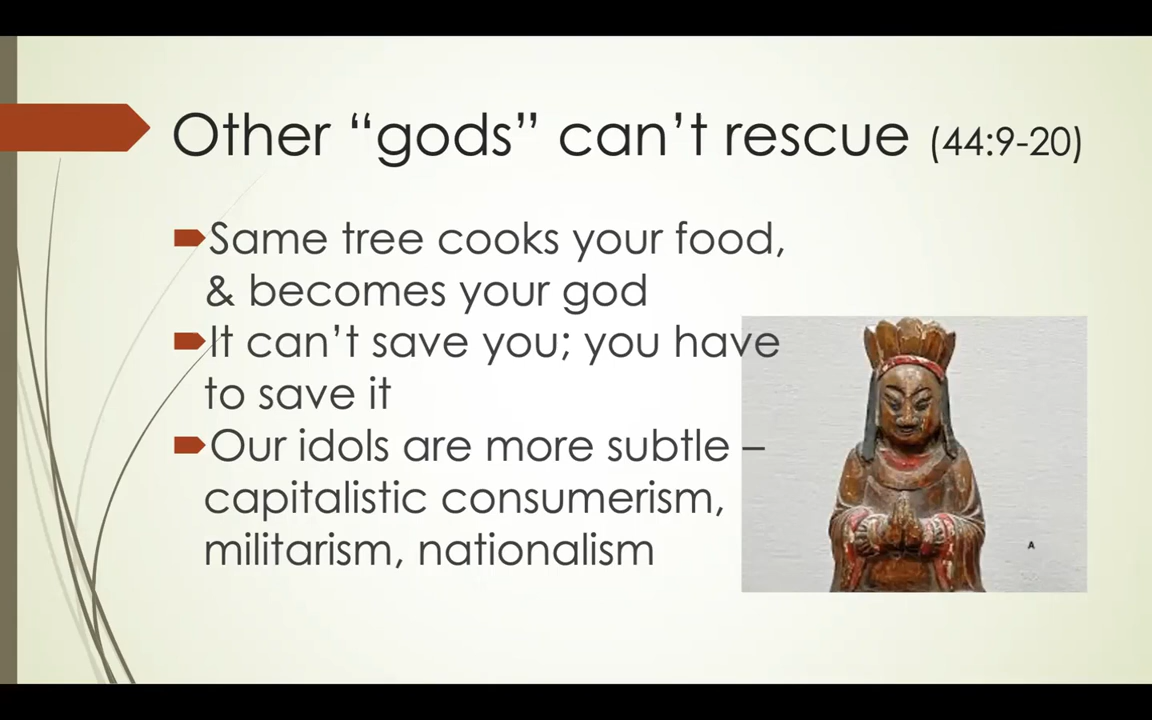 Other “gods” can’t rescue (44:9-20)
Same tree cooks your food,
& becomes your god
It can’t save you; you have
to save it
Our idols are more subtle –
capitalistic consumerism,
militarism, nationalism
A